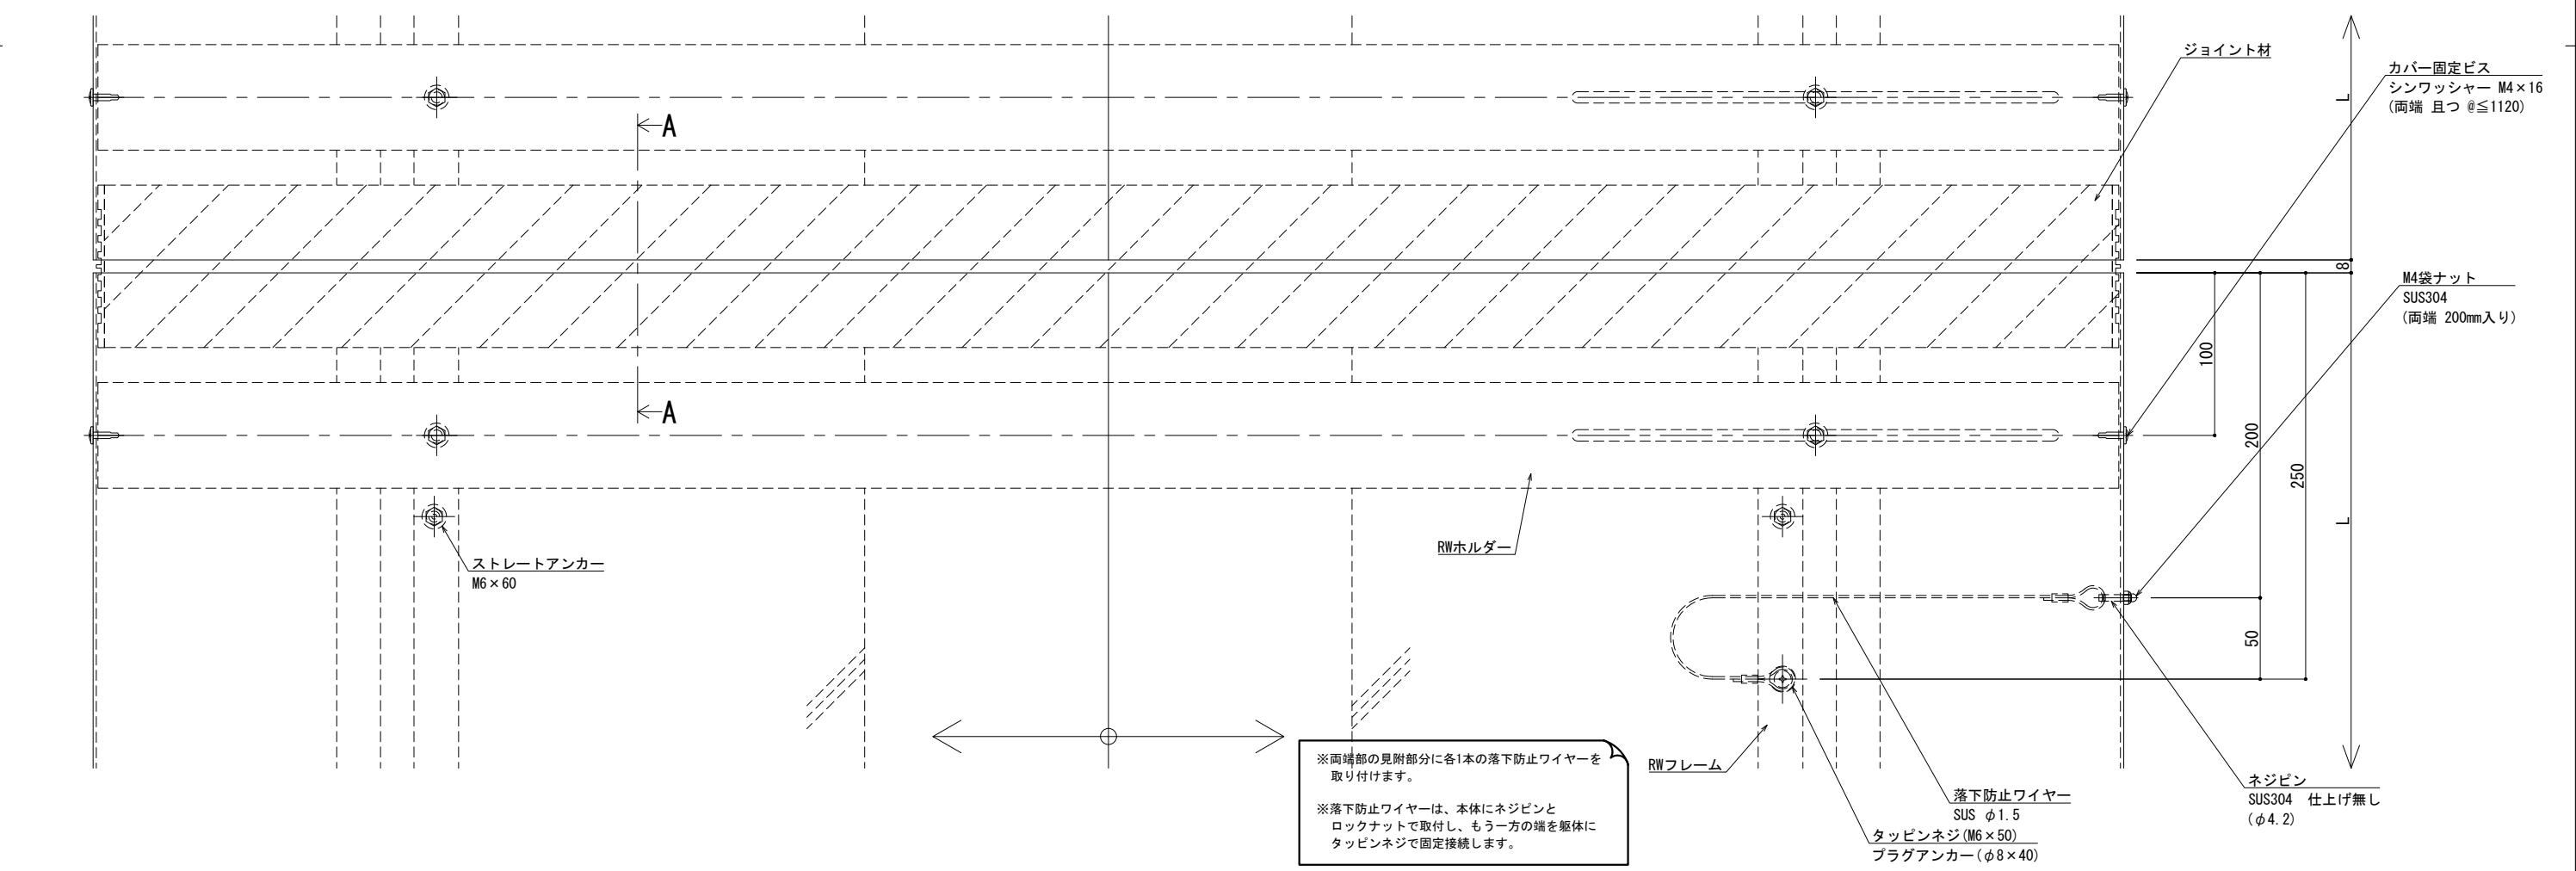 ジョイント材
カバー固定ビス
シンワッシャー M4×16
(両端 且つ @≦1120)
L
A
8
M4袋ナット
SUS304
(両端 200mm入り)
100
A
200
250
L
RWホルダー
ストレートアンカー
M6×60
50
※両端部の見附部分に各1本の落下防止ワイヤーを
取り付けます。
※落下防止ワイヤーは、本体にネジピンと
ロックナットで取付し、もう一方の端を躯体に
タッピンネジで固定接続します。
RWフレーム
落下防止ワイヤー
SUS φ1.5
タッピンネジ(M6×50)
プラグアンカー(φ8×40)
ネジピン
SUS304 仕上げ無し
(φ4.2)